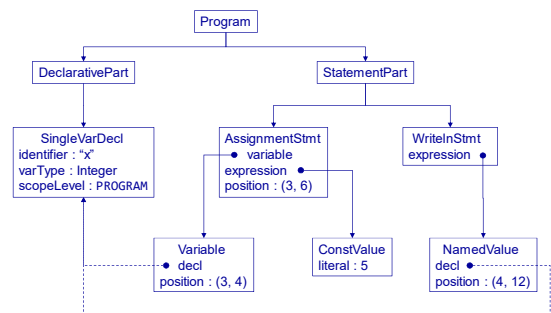 Program
DeclarativePart
StatementPart
SingleVarDecl
identifier : “x”
varType : Integer
scopeLevel : PROGRAM
AssignmentStmt
variable
expression
position : (3, 6)
WritelnStmt
expression
Variable
decl
position : (3, 4)
ConstValue
literal : 5
NamedValue
decl
position : (4, 12)